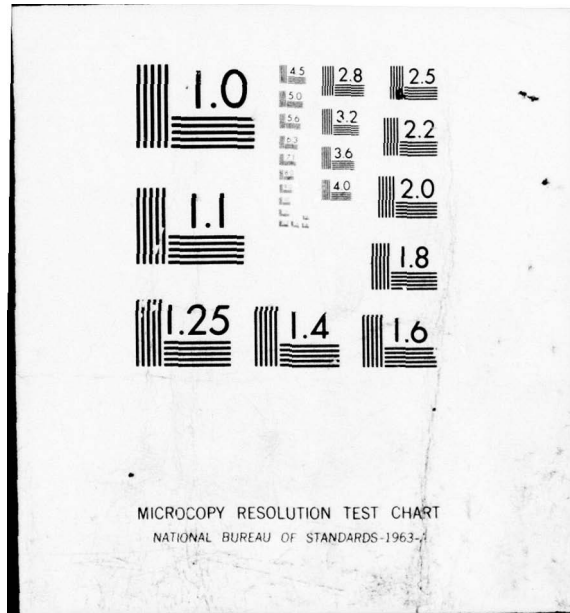 1.0 4.5 2.8 2.5
5.0
5.6 3.2 2.2
6.3
3.6
1.1 4.0 2.0
1.8
1.25 1.4 1.6
MICROCOPY RESOLUTION TEST CHART
NATIONAL BUREAU OF STANDARDS-1963-A